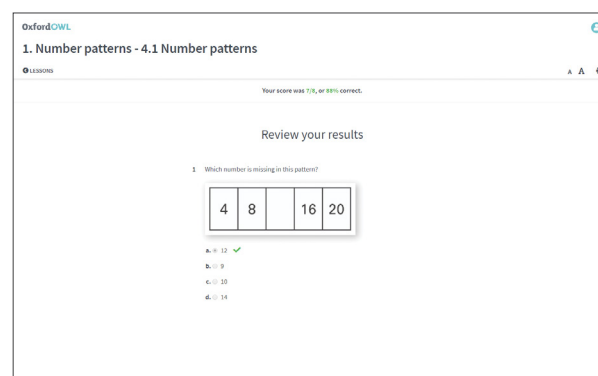 OxfordOWL
1. Number patterns - 4.1 Number patterns
LESSONS
A A
Your score was 7/8, or 88% correct.
Review your results
1 Which number is missing in this pattern?
4 8 16 20
a. 12
b. 9
c. 10
d. 14